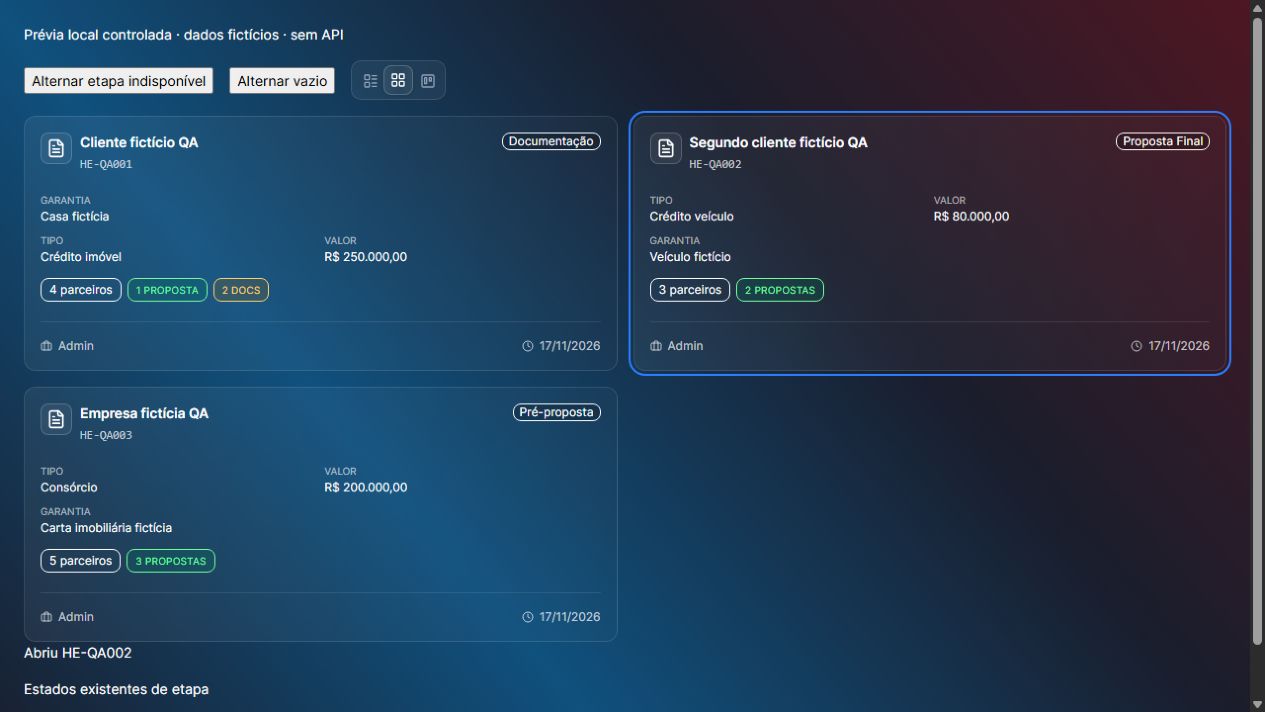 Prévia local controlada · dados fictícios · sem API
Alternar etapa indisponível
Alternar vazio
Cliente fictício QA
Documentação
HE-QA001
GARANTIA
Casa fictícia
TIPO
VALOR
Crédito imóvel
R$ 250.000,00
4 parceiros
1 PROPOSTA
2 DOCS
Admin
17/11/2026
Segundo cliente fictício QA
Proposta Final
HE-QA002
TIPO
VALOR
Crédito veículo
R$ 80.000,00
GARANTIA
Veículo fictício
3 parceiros
2 PROPOSTAS
Admin
17/11/2026
Empresa fictícia QA
Pré-proposta
HE-QA003
TIPO
VALOR
Consórcio
R$ 200.000,00
GARANTIA
Carta imobiliária fictícia
5 parceiros
3 PROPOSTAS
Admin
17/11/2026
Abriu HE-QA002
Estados existentes de etapa